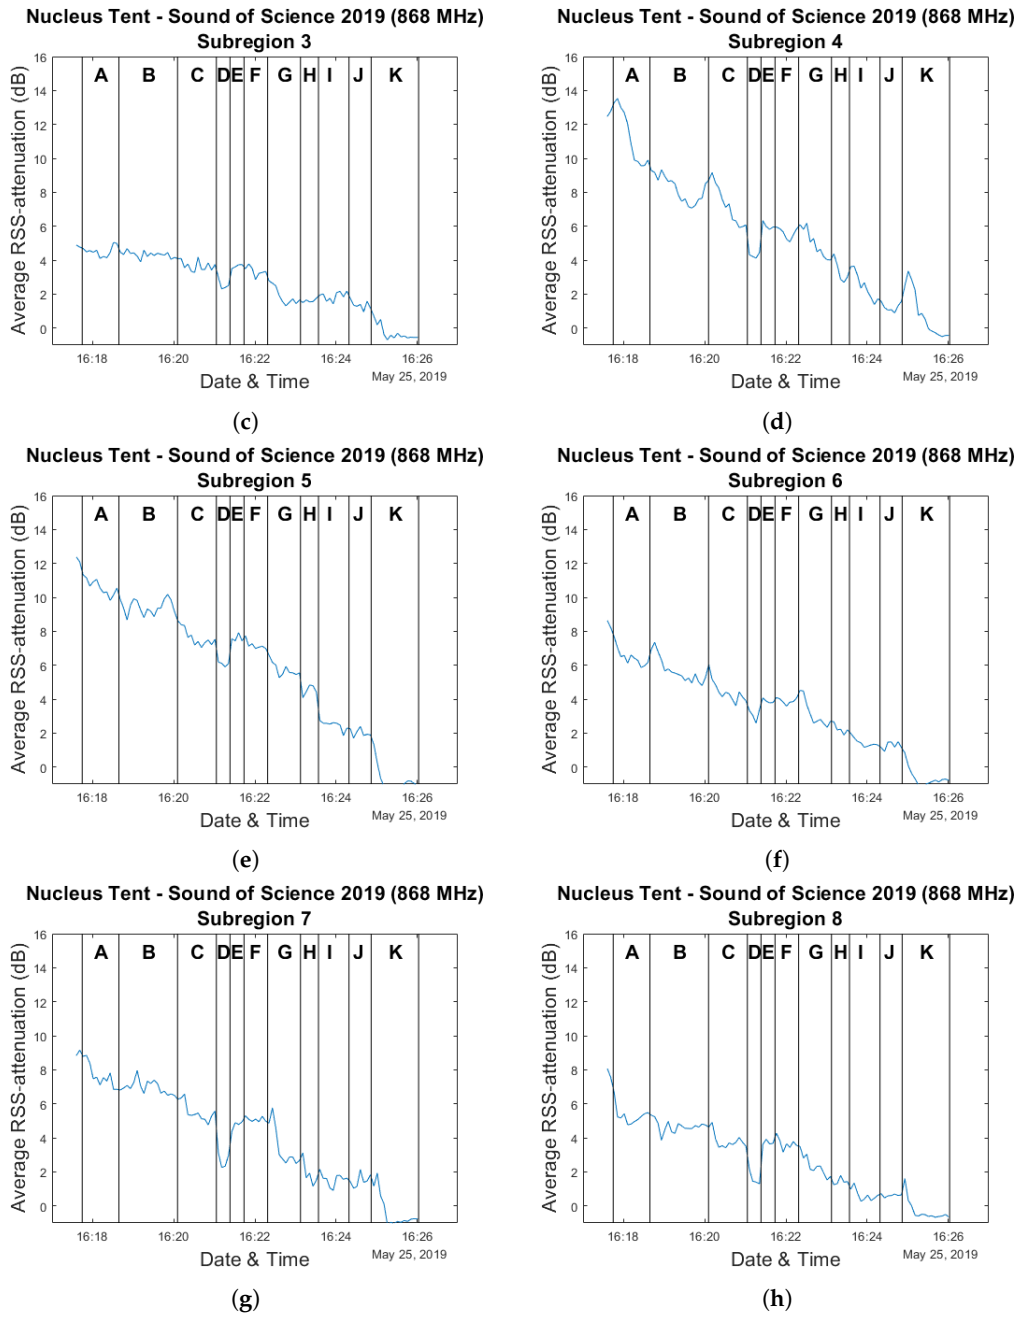 Nucleus Tent - Sound of Science 2019 (868 MHz)
Subregion 3
16
14
12
10
8
6
4
2
0
Average RSS-attenuation (dB)
A B C D E F G H I J K
16:18 16:20 16:22 16:24 16:26
Date & Time
May 25, 2019
(c)
Nucleus Tent - Sound of Science 2019 (868 MHz)
Subregion 4
16
14
12
10
8
6
4
2
0
Average RSS-attenuation (dB)
A B C D E F G H I J K
16:18 16:20 16:22 16:24 16:26
Date & Time
May 25, 2019
(d)
Nucleus Tent - Sound of Science 2019 (868 MHz)
Subregion 5
16
14
12
10
8
6
4
2
0
Average RSS-attenuation (dB)
A B C D E F G H I J K
16:18 16:20 16:22 16:24 16:26
Date & Time
May 25, 2019
(e)
Nucleus Tent - Sound of Science 2019 (868 MHz)
Subregion 6
16
14
12
10
8
6
4
2
0
Average RSS-attenuation (dB)
A B C D E F G H I J K
16:18 16:20 16:22 16:24 16:26
Date & Time
May 25, 2019
(f)
Nucleus Tent - Sound of Science 2019 (868 MHz)
Subregion 7
16
14
12
10
8
6
4
2
0
Average RSS-attenuation (dB)
A B C D E F G H I J K
16:18 16:20 16:22 16:24 16:26
Date & Time
May 25, 2019
(g)
Nucleus Tent - Sound of Science 2019 (868 MHz)
Subregion 8
16
14
12
10
8
6
4
2
0
Average RSS-attenuation (dB)
A B C D E F G H I J K
16:18 16:20 16:22 16:24 16:26
Date & Time
May 25, 2019
(h)